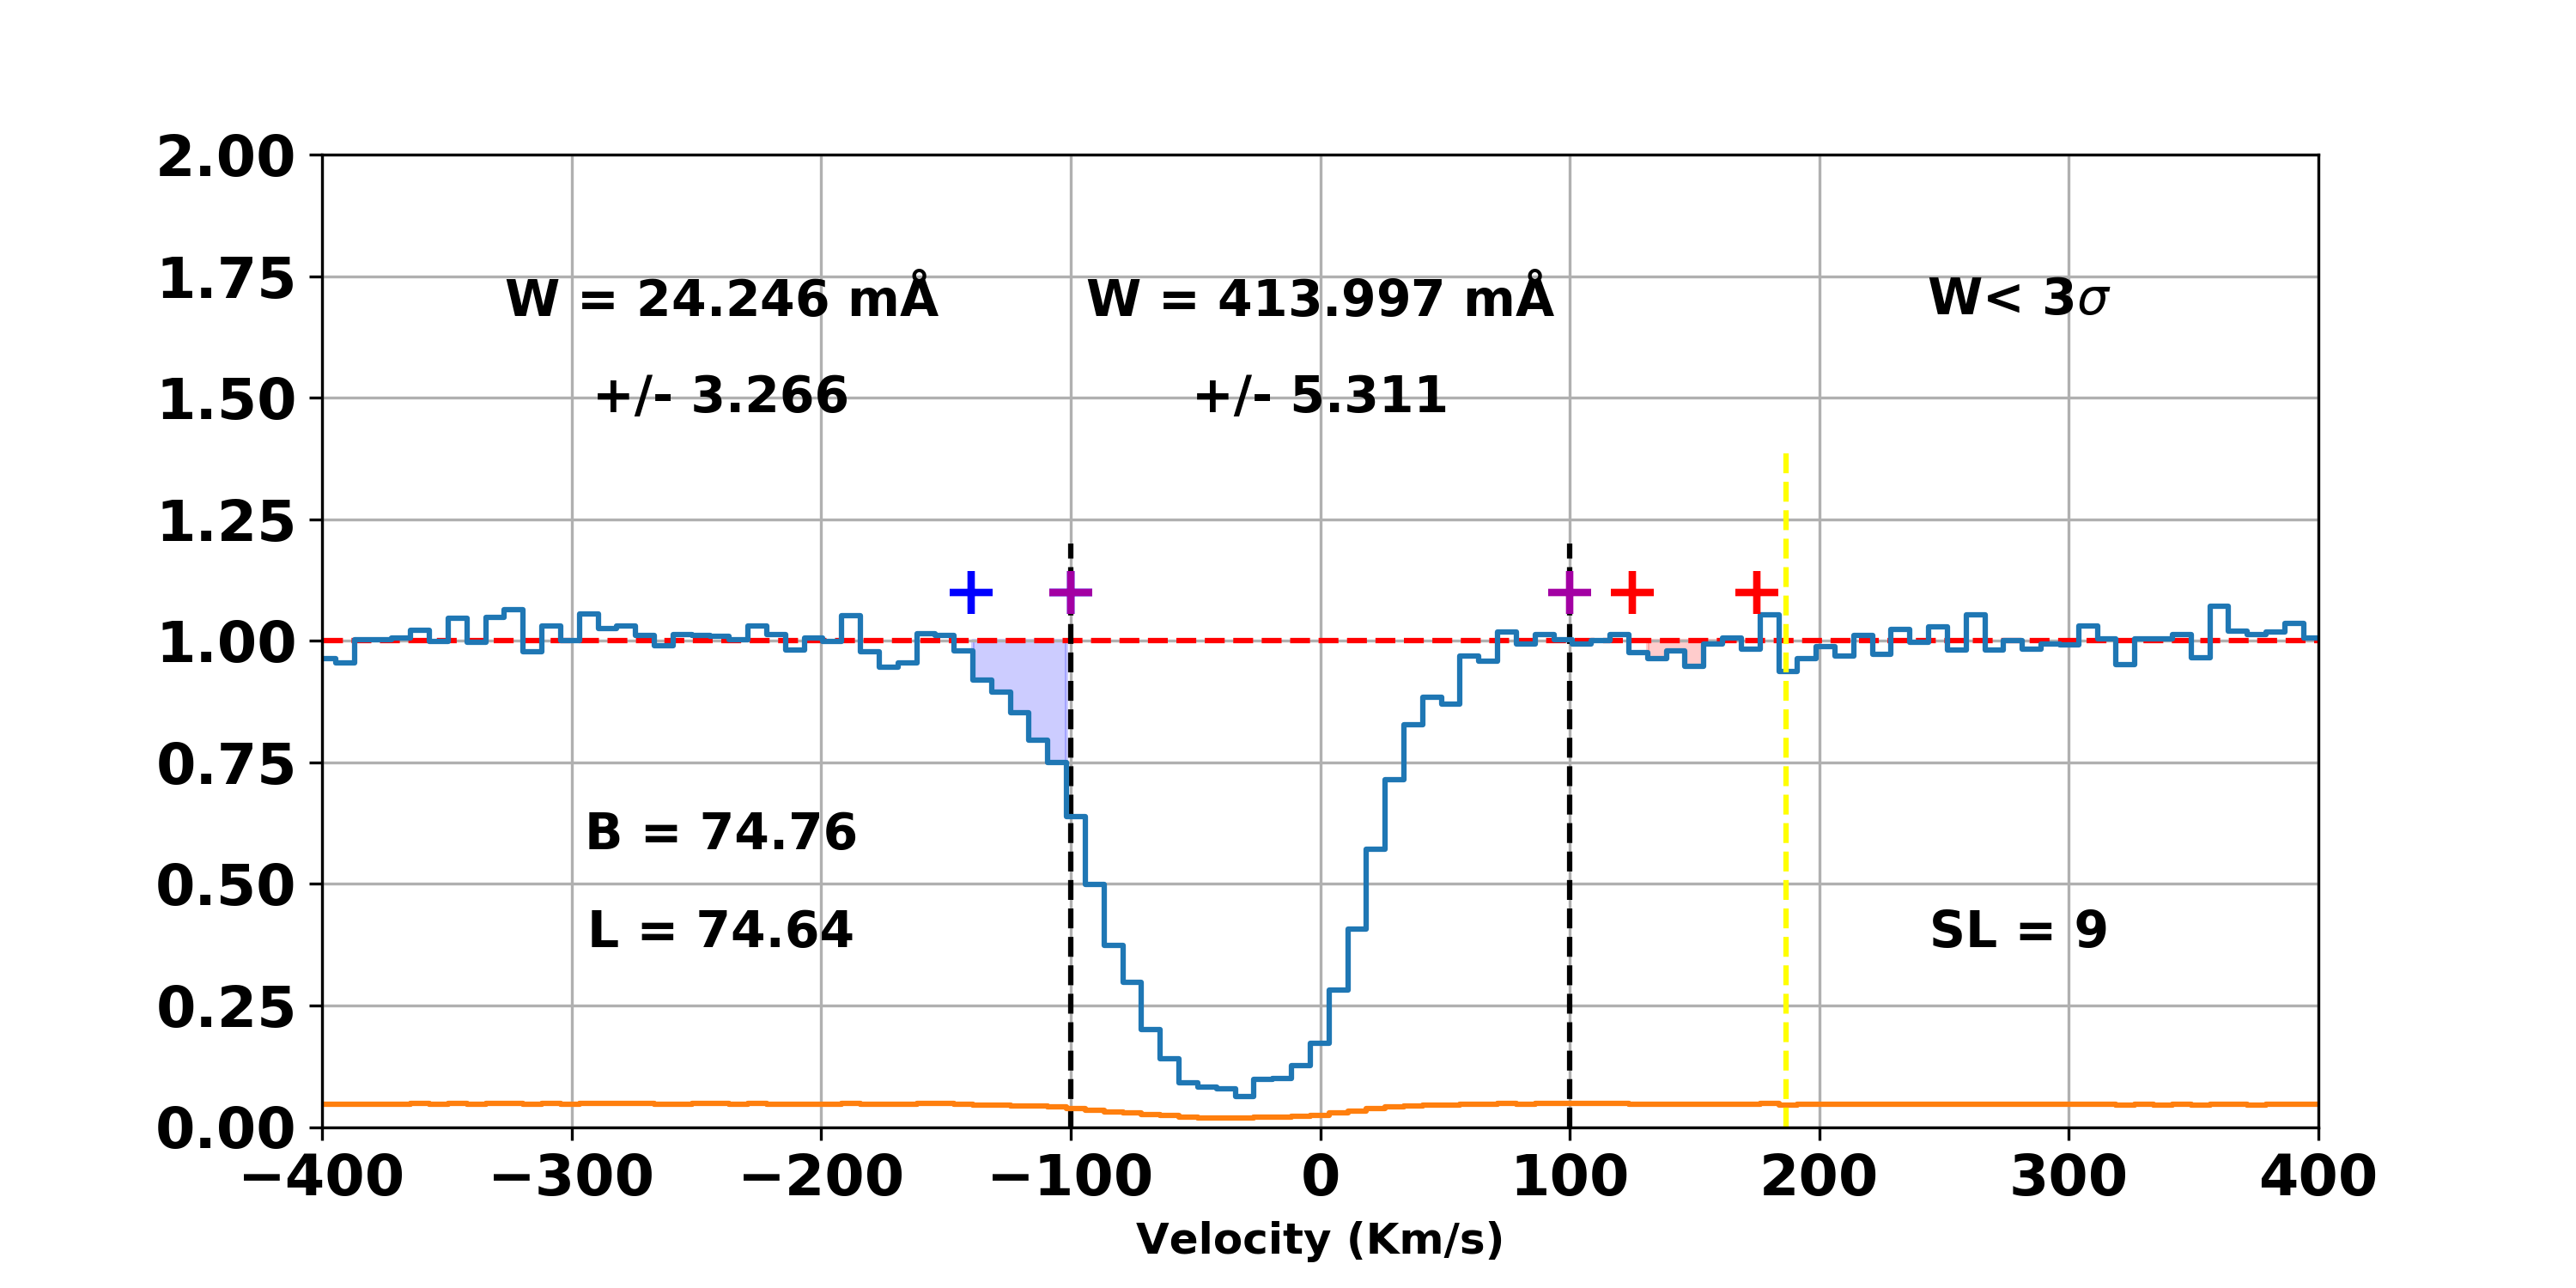 2.00
1.75
1.50
1.25
1.00
0.75
0.50
0.25
0.00
W = 24.246 mÅ
+/- 3.266
W = 413.997 mÅ
+/- 5.311
W< 3σ
B = 74.76
L = 74.64
SL = 9
−400 −300 −200 −100 0 100 200 300 400
Velocity (Km/s)